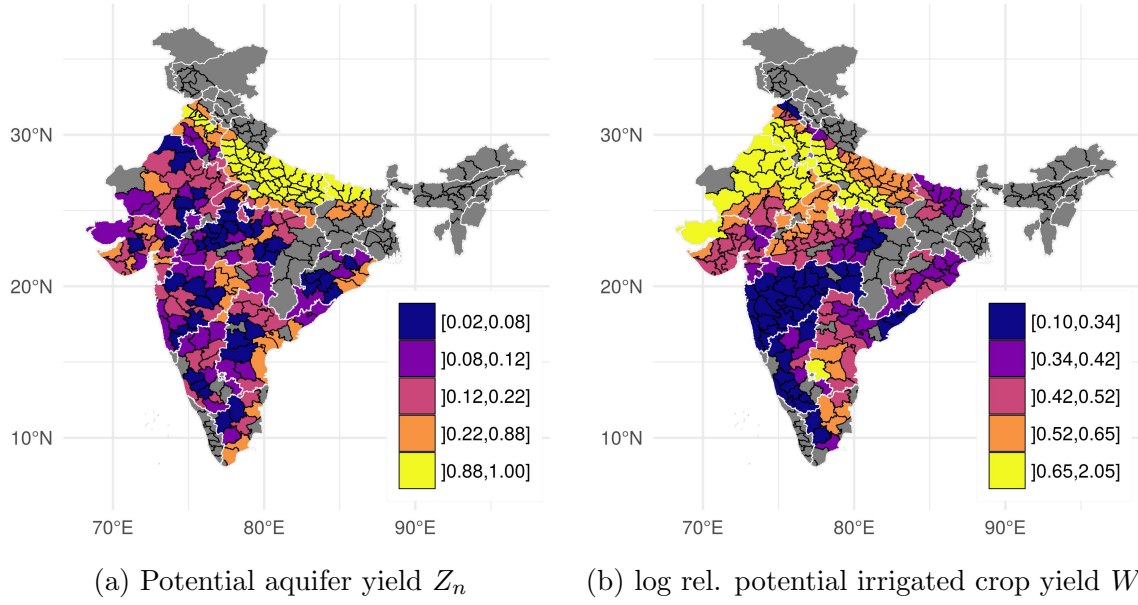 30°N
20°N
10°N
70°E 80°E 90°E
[0.02,0.08]
]0.08,0.12]
]0.12,0.22]
]0.22,0.88]
]0.88,1.00]
(a) Potential aquifer yield Zn
30°N
20°N
10°N
70°E 80°E 90°E
[0.10,0.34]
]0.34,0.42]
]0.42,0.52]
]0.52,0.65]
]0.65,2.05]
(b) log rel. potential irrigated crop yield W